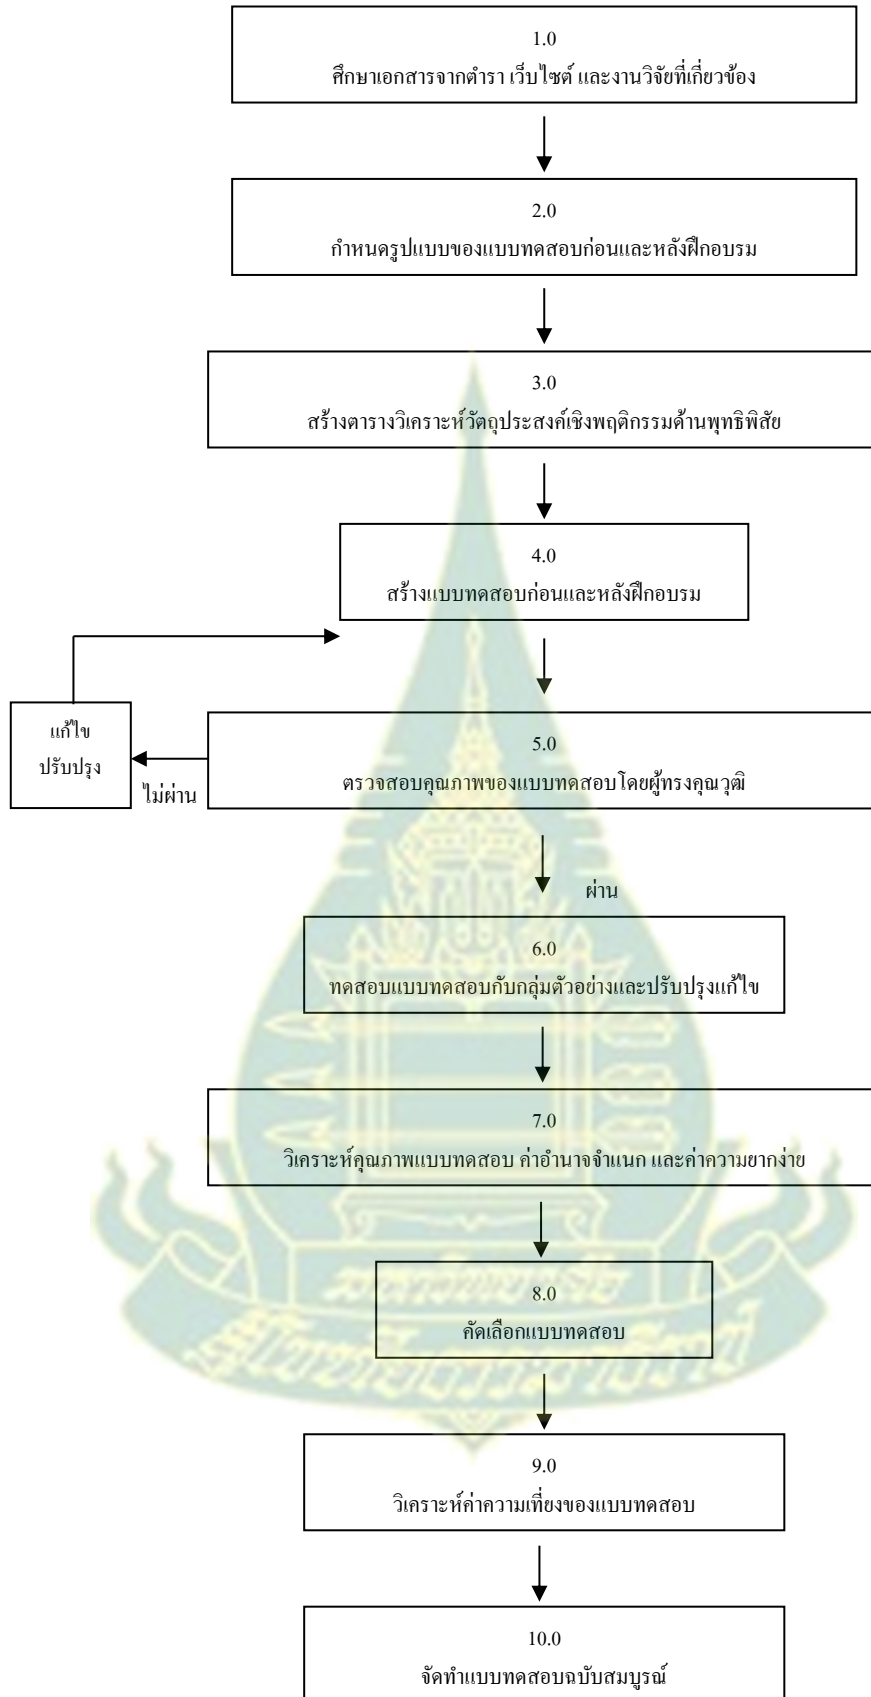 1.0
ศึกษาเอกสารจากตำรา เว็บไซต์ และงานวิจัยที่เกี่ยวข้อง
2.0
กำหนดรูปแบบของแบบทดสอบก่อนและหลังฝึกอบรม
3.0
สร้างตารางวิเคราะห์วัตถุประสงค์เชิงพฤติกรรมด้านพุทธิพิสัย
4.0
สร้างแบบทดสอบก่อนและหลังฝึกอบรม
แก้ไข
ปรับปรุง
ไม่ผ่าน
5.0
ตรวจสอบคุณภาพของแบบทดสอบโดยผู้ทรงคุณวุฒิ
ผ่าน
6.0
ทดสอบแบบทดสอบกับกลุ่มตัวอย่างและปรับปรุงแก้ไข
7.0
วิเคราะห์คุณภาพแบบทดสอบ ค่าอำนาจจำแนก และค่าความยากง่าย
8.0
คัดเลือกแบบทดสอบ
9.0
วิเคราะห์ค่าความเที่ยงของแบบทดสอบ
10.0
จัดทำแบบทดสอบฉบับสมบูรณ์